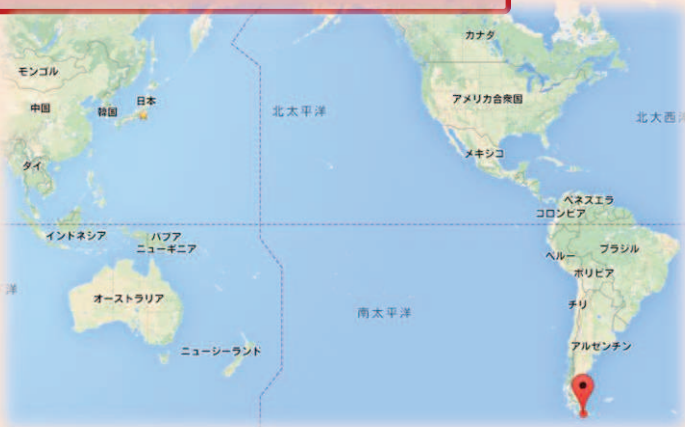 カナダ
モンゴル
アメリカ合衆国
日本
中国
韓国
北太平洋
北大西洋
メキシコ
タイ
ベネズエラ
コロンビア
インドネシア
パプア
ニューギニア
ブラジル
ペルー
ボリビア
洋
オーストラリア
チリ
南太平洋
アルゼンチン
ニュージーランド